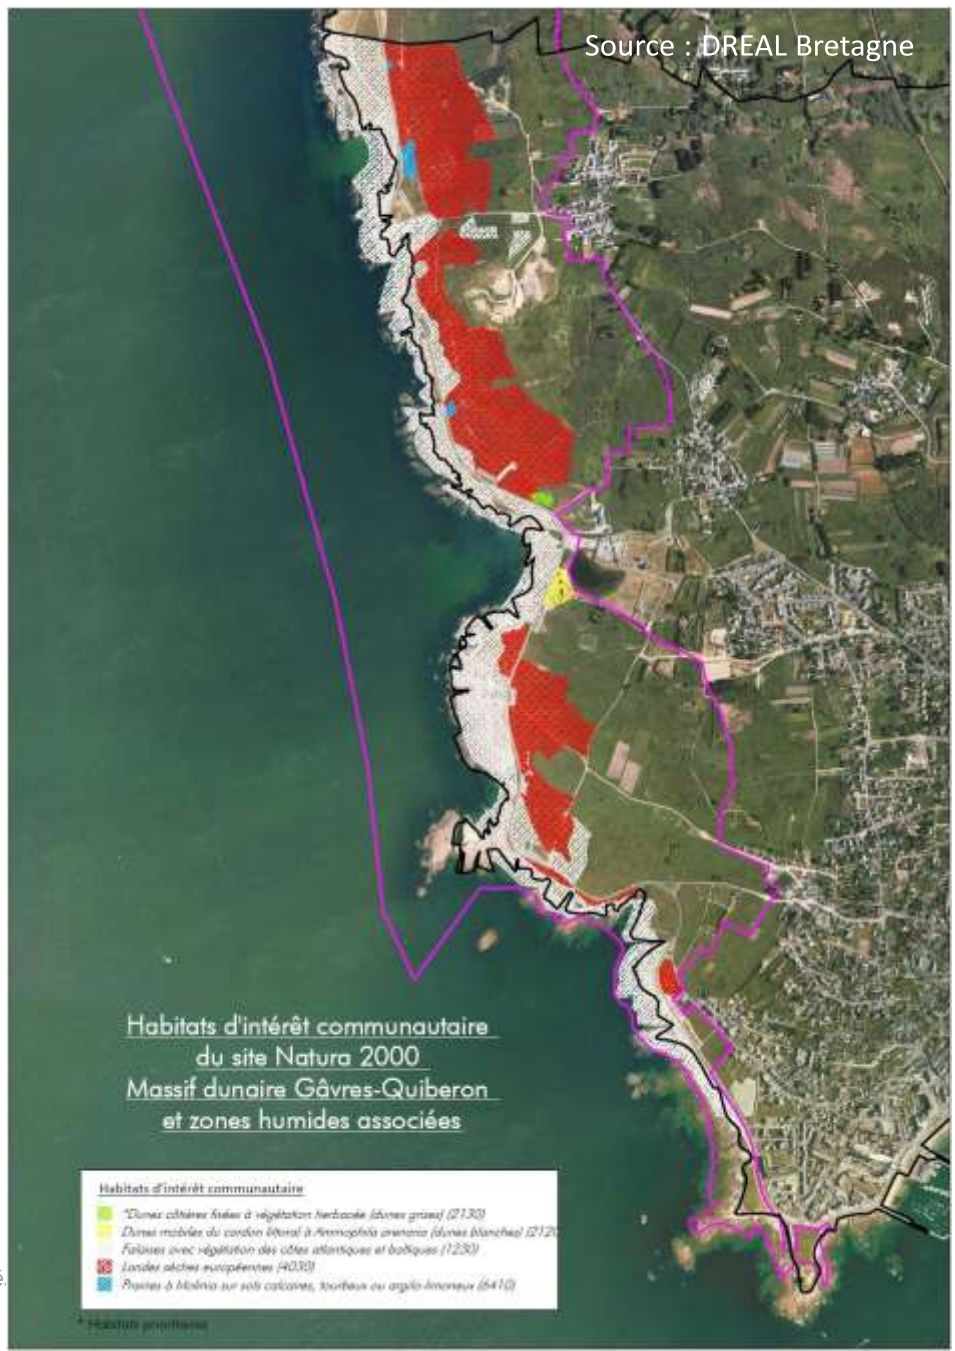 Source : DREAL Bretagne
Habitats d'intérêt communautaire
du site Natura 2000
Massif dunaire Gâvres-Quiberon
et zones humides associées
Habitats d'intérêt communautaire
*Dunes côtières fixées à végétation herbacée (dunes grises) (2130)
Dunes mobiles du cordon littoral à Ammophila arenaria (dunes blanches) (2120
Falaises avec végétation des côtes atlantiques et baltiques (1230)
Landes sèches européennes (4030)
Prairies à Molinia sur sols calcaires, tourbeux ou argilo-limoneux (6410)
* Habitats prioritaires